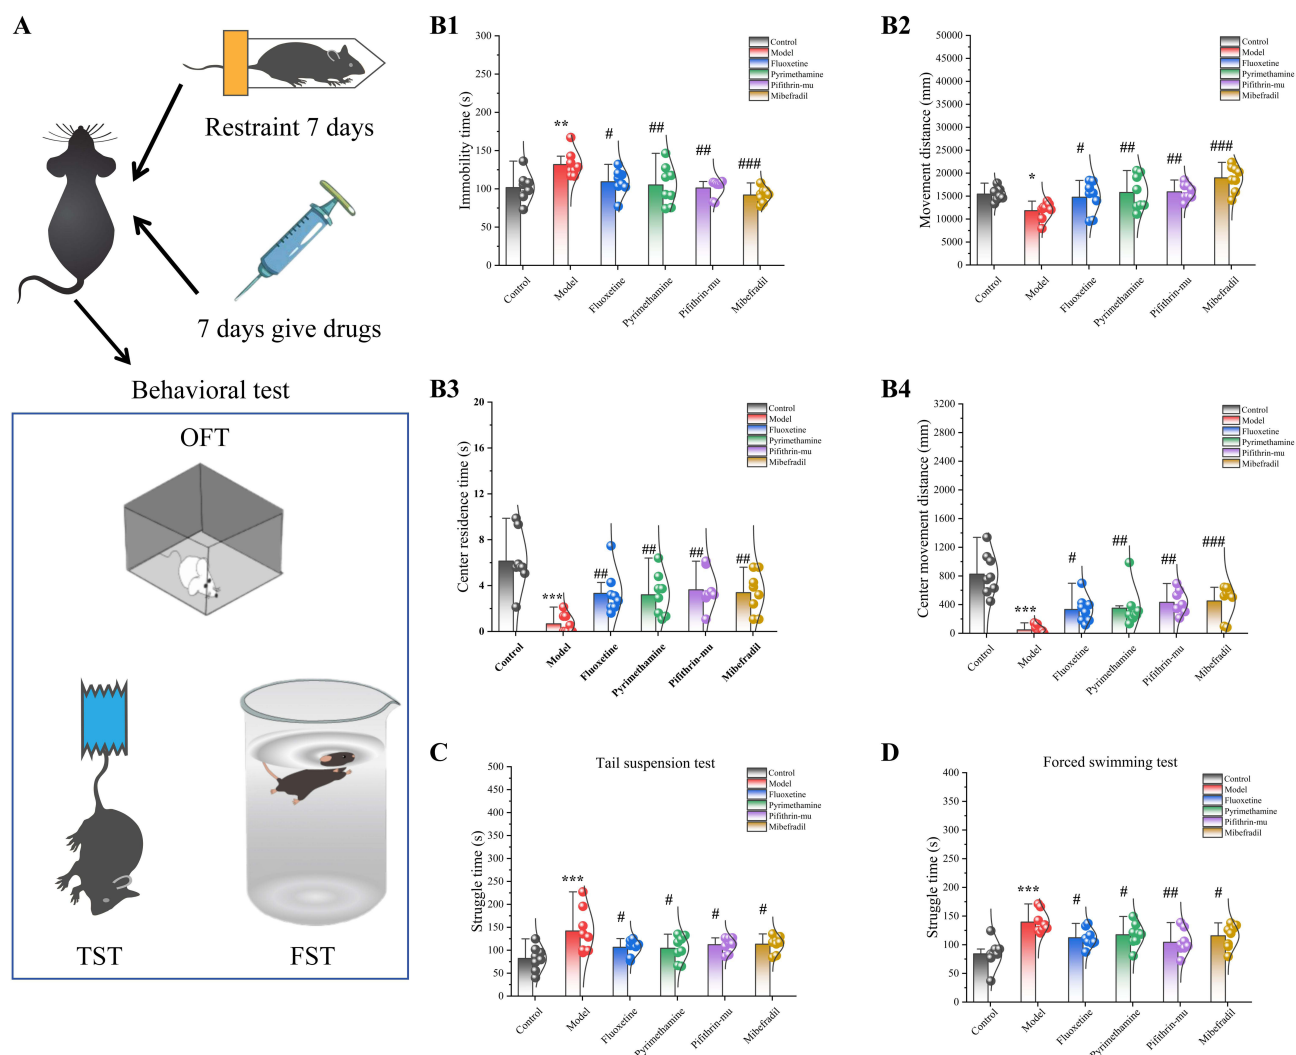 A
Restraint 7 days
7 days give drugs
Behavioral test
OFT
TST
FST
B1
Immobility time (s)
300
250
200
150
100
50
0
Control
Model
Fluoxetine
Pyrimethamine
Pifithrin-mu
Mibefradil
**
#
##
##
###
Control
Model
Fluoxetine
Pyrimethamine
Pifithrin-mu
Mibefradil
B2
Movement distance (mm)
50000
45000
40000
35000
30000
25000
20000
15000
10000
5000
0
Control
Model
Fluoxetine
Pyrimethamine
Pifithrin-mu
Mibefradil
*
#
##
##
###
Control
Model
Fluoxetine
Pyrimethamine
Pifithrin-mu
Mibefradil
B3
Center residence time (s)
20
16
12
8
4
0
Control
Model
Fluoxetine
Pyrimethamine
Pifithrin-mu
Mibefradil
***
##
##
##
##
Control
Model
Fluoxetine
Pyrimethamine
Pifithrin-mu
Mibefradil
B4
Center movement distance (mm)
3200
2800
2400
2000
1600
1200
800
400
0
Control
Model
Fluoxetine
Pyrimethamine
Pifithrin-mu
Mibefradil
***
#
##
##
###
Control
Model
Fluoxetine
Pyrimethamine
Pifithrin-mu
Mibefradil
C
Tail suspension test
Struggle time (s)
500
450
400
350
300
250
200
150
100
50
0
Control
Model
Fluoxetine
Pyrimethamine
Pifithrin-mu
Mibefradil
***
#
#
#
#
Control
Model
Fluoxetine
Pyrimethamine
Pifithrin-mu
Mibefradil
D
Forced swimming test
Struggle time (s)
400
350
300
250
200
150
100
50
0
Control
Model
Fluoxetine
Pyrimethamine
Pifithrin-mu
Mibefradil
***
#
#
##
#
Control
Model
Fluoxetine
Pyrimethamine
Pifithrin-mu
Mibefradil